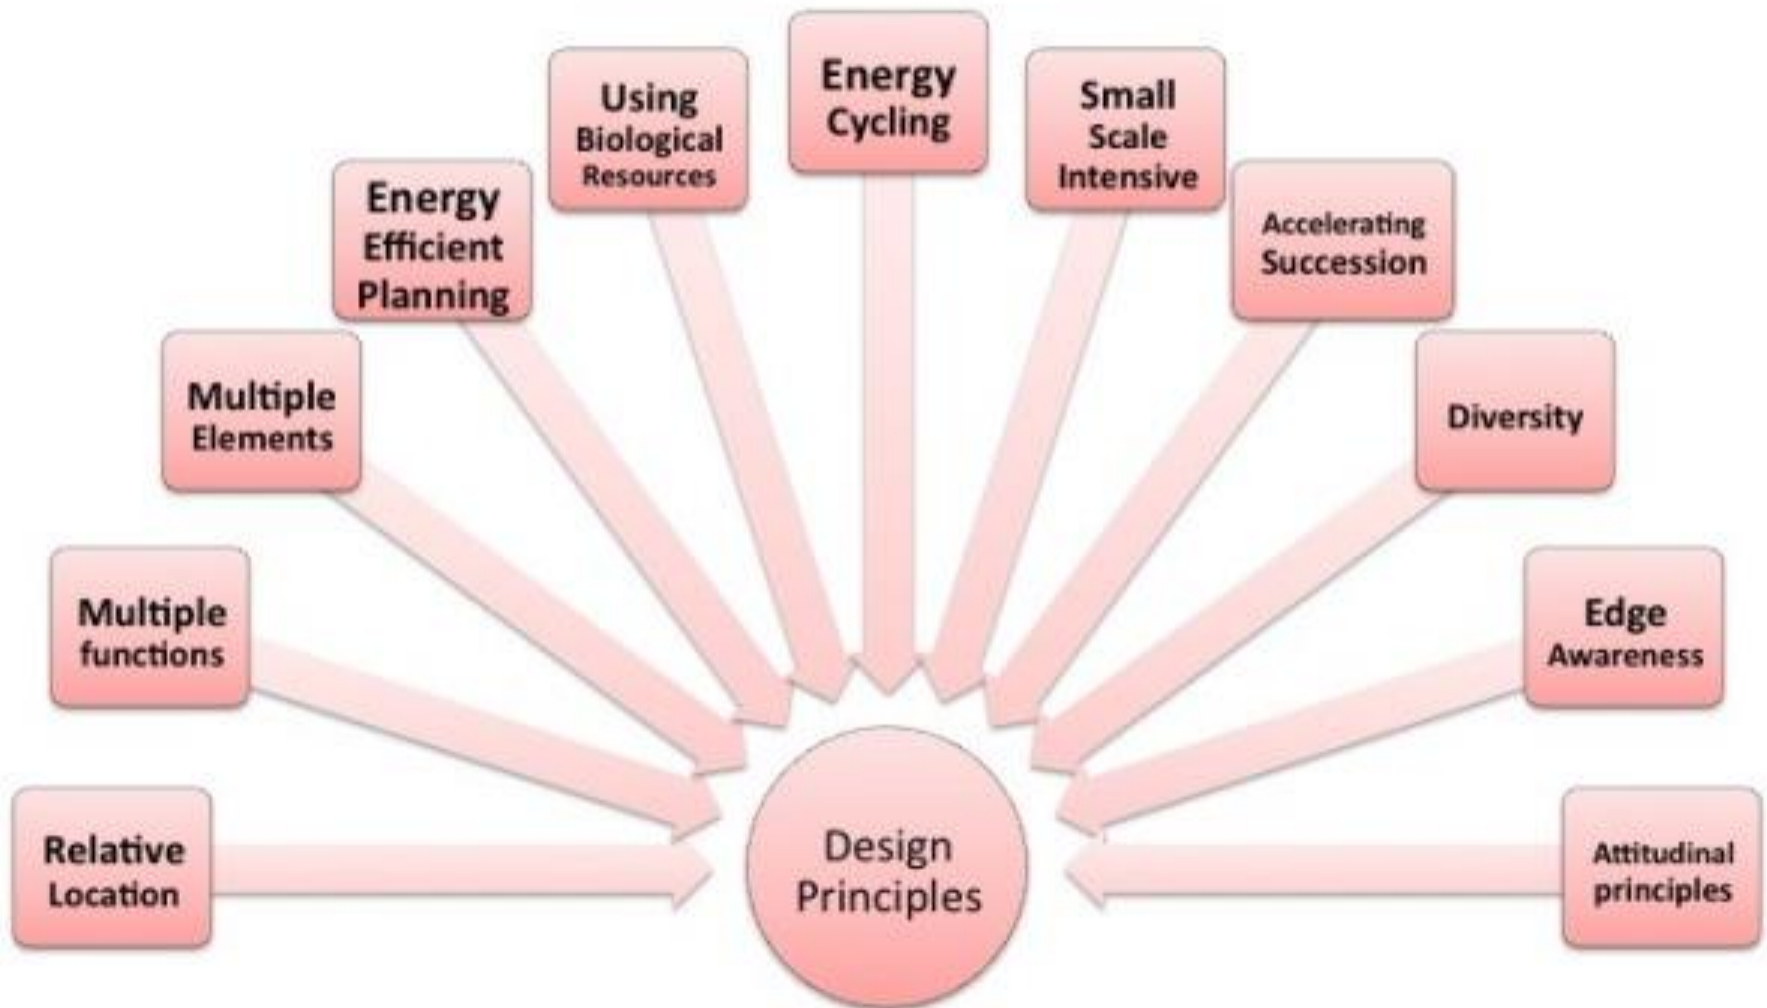 Relative
Location
Multiple
functions
Multiple
Elements
Energy
Efficient
Planning
Using
Biological
Resources
Energy
Cycling
Small
Scale
Intensive
Accelerating
Succession
Diversity
Edge
Awareness
Attitudinal
principles
Design
Principles